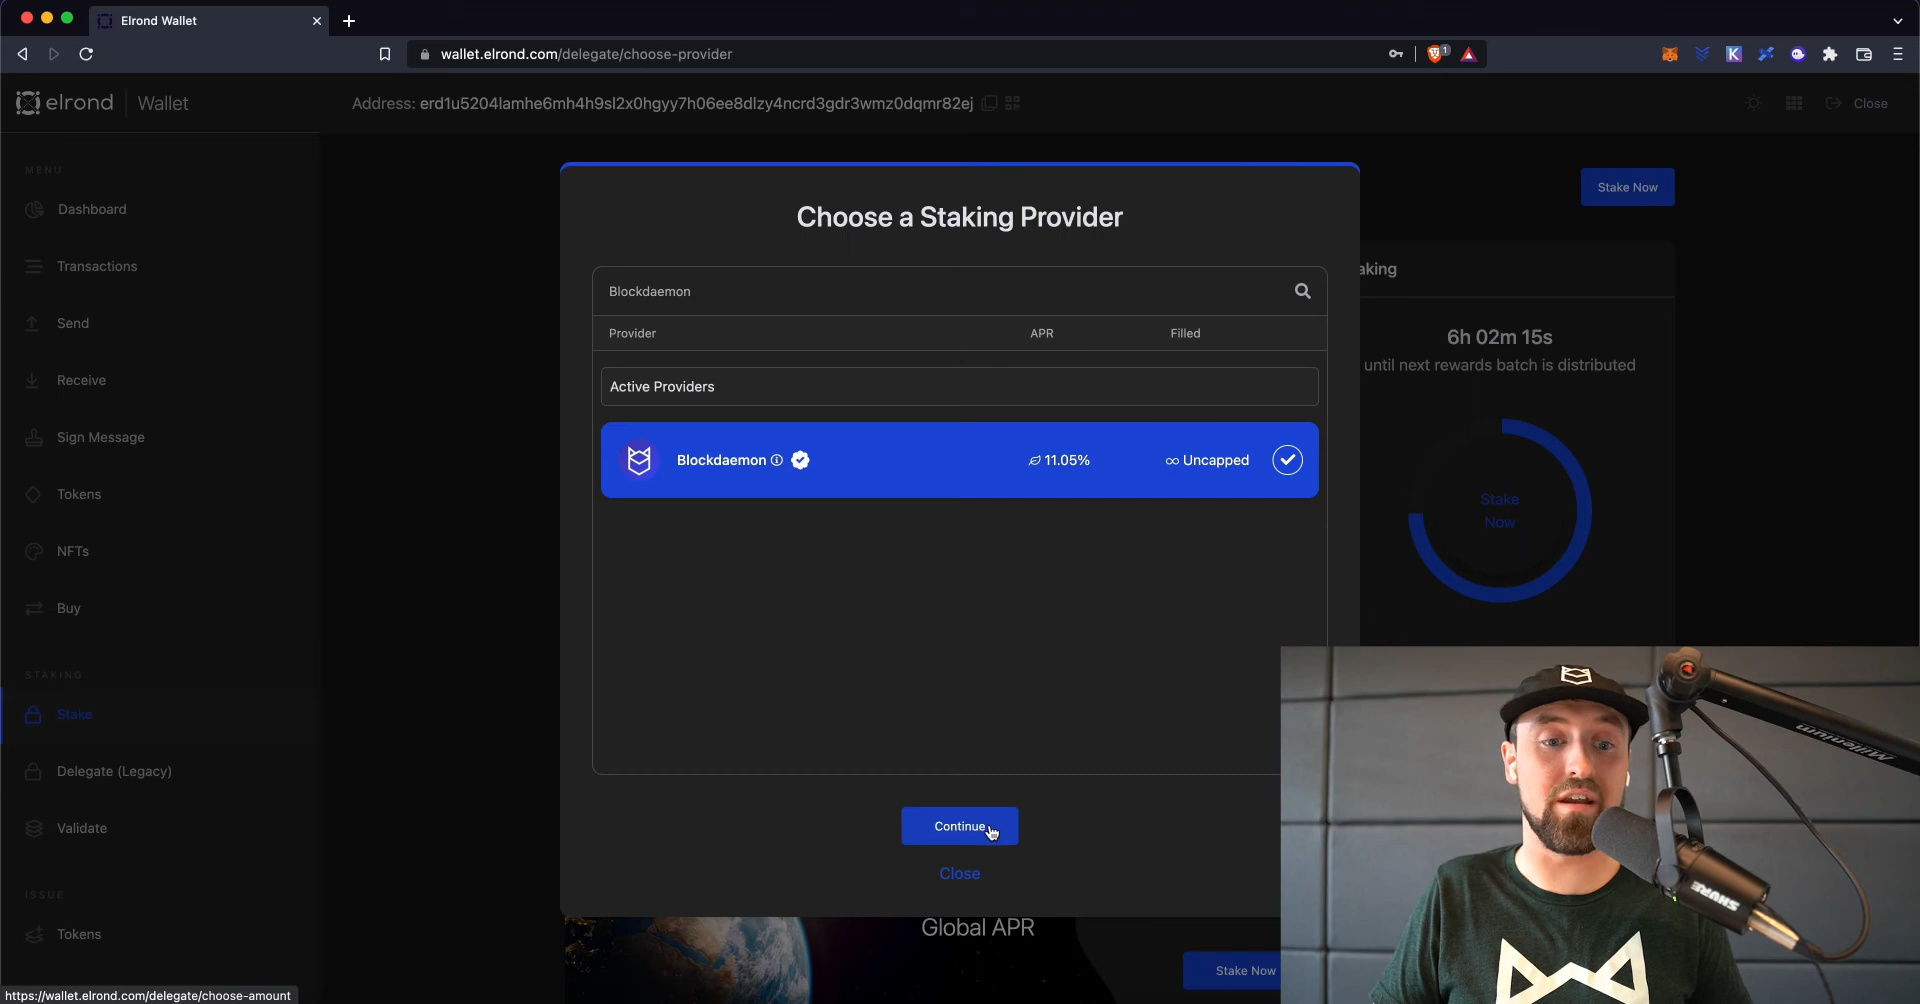 Elrond Wallet
wallet.elrond.com/delegate/choose-provider
1
K
elrond Wallet
Address: erd1u5204lamhe6mh4h9sl2x0hgyy7h06ee8dlzy4ncrd3gdr3wmz0dqmr82ej
Close
MENU
Dashboard
Transactions
Send
Receive
Sign Message
Tokens
NFTs
Buy
STAKING
Stake
Delegate (Legacy)
Validate
ISSUE
Tokens
https://wallet.elrond.com/delegate/choose-amount
Choose a Staking Provider
Blockdaemon
Provider APR Filled
Active Providers
Blockdaemon 11.05% Uncapped
Continue
Close
Stake Now
aking
6h 02m 15s
until next rewards batch is distributed
Stake
Now
Global APR
Stake Now
Millenium
SHURE